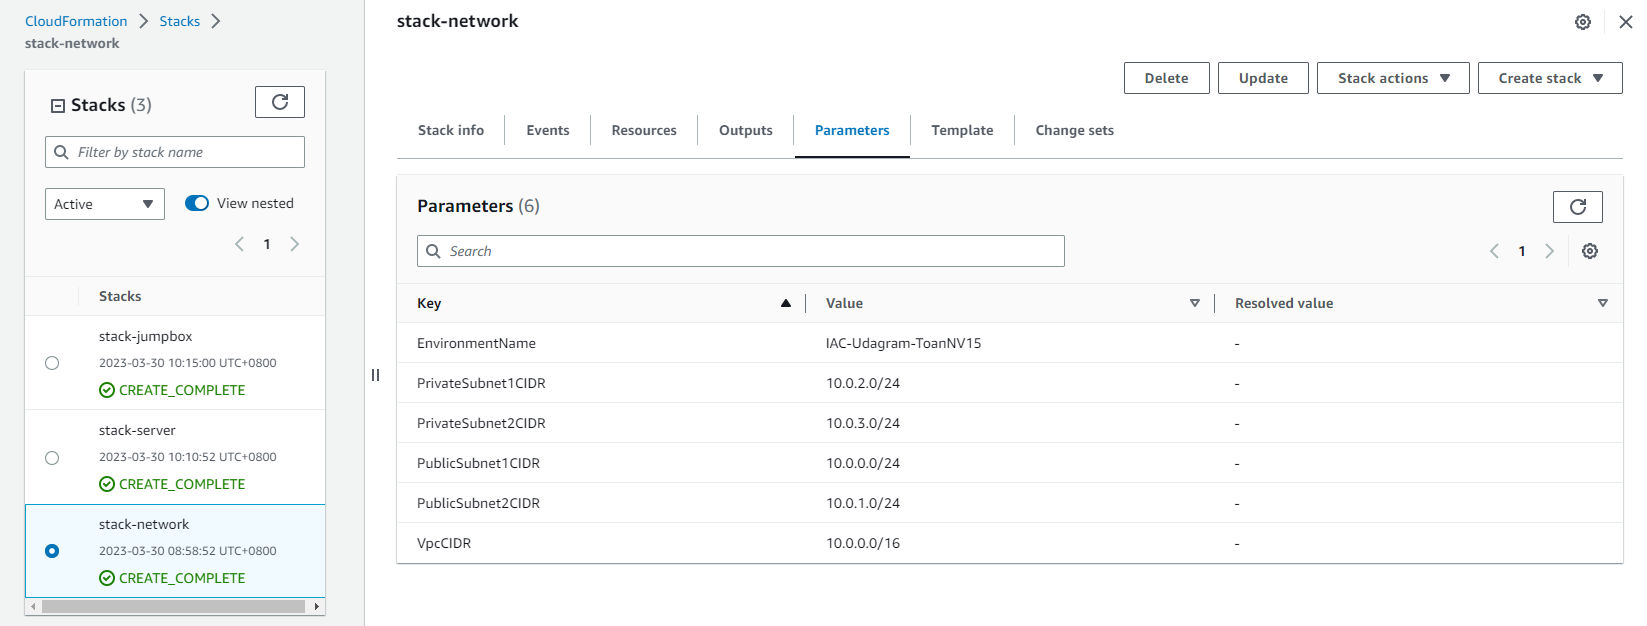 CloudFormation > Stacks >
stack-network
Stacks (3)
Filter by stack name
Active
View nested
1
Stacks
stack-jumpbox
2023-03-30 10:15:00 UTC+0800
CREATE_COMPLETE
stack-server
2023-03-30 10:10:52 UTC+0800
CREATE_COMPLETE
stack-network
2023-03-30 08:58:52 UTC+0800
CREATE_COMPLETE
stack-network
Delete Update Stack actions Create stack
Stack info Events Resources Outputs Parameters Template Change sets
Parameters (6)
Search
1
Key Value Resolved value
EnvironmentName IAC-Udagram-ToanNV15 -
PrivateSubnet1CIDR 10.0.2.0/24 -
PrivateSubnet2CIDR 10.0.3.0/24 -
PublicSubnet1CIDR 10.0.0.0/24 -
PublicSubnet2CIDR 10.0.1.0/24 -
VpcCIDR 10.0.0.0/16 -